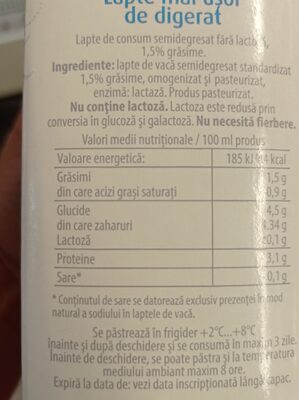 Lapte mai ușor
de digerat
Lapte de consum semidegresat fără
1,5% grăsime.
Ingrediente: lapte de vacă semidegresat standardizat
1,5% grăsime, omogenizat și pasteurizat,
enzimă: lactază. Produs pasteurizat.
Nu conține lactoză. Lactoza este redusă prin
conversia în glucoză și galactoză. Nu necesită fierbere.
Valori medii nutriționale / 100 ml produs
Valoare energetică: 185 kJ/ kcal
Grăsimi 1,5 g
din care acizi grași saturați 0,9 g
Glucide 4,5 g
din care zaharuri 4.34 g
Lactoză <0,1 g
Proteine 3,1 g
Sare* 0,1 g
* Conținutul de sare se datorează exclusiv prezenței în mod
natural a sodiului în laptele de vacă.
Se păstrează în frigider +2°C...+8°C
înainte și după deschidere și se consumă în maxim 3 zile.
Înainte de deschidere, se poate păstra și la temperatura
mediului ambiant maxim 8 ore.
Expiră la data de: vezi data inscripționată lângă capac.